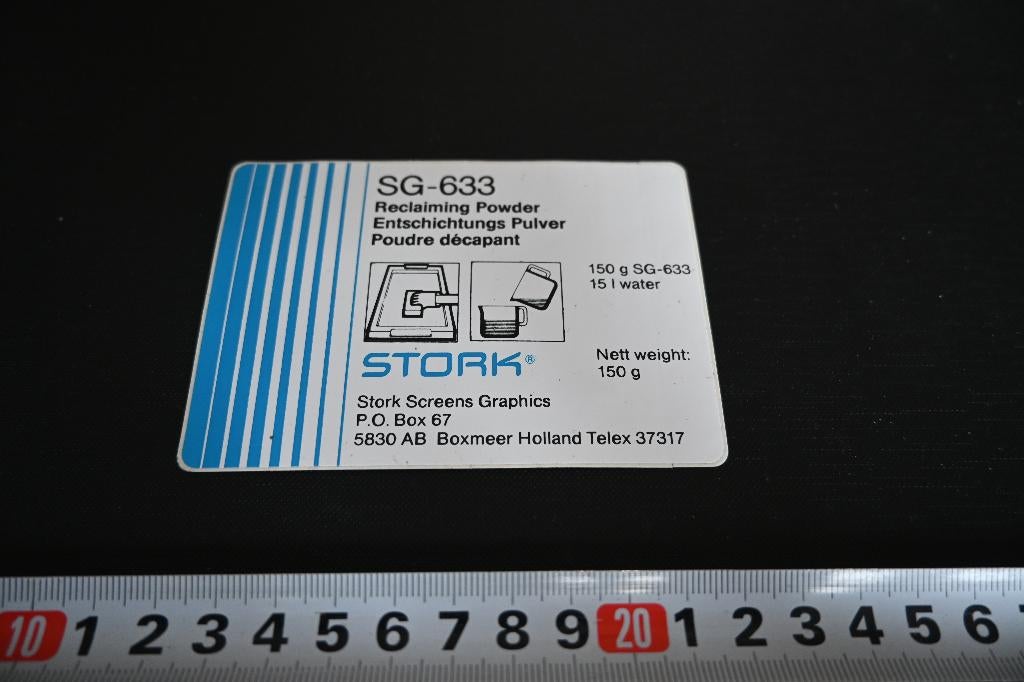 SG-633
Reclaiming Powder
Entschichtungs Pulver
Poudre décapant
150 g SG-633
15 l water
STORK®
Nett weight:
150 g
Stork Screens Graphics
P.O. Box 67
5830 AB Boxmeer Holland Telex 37317
10 1 2 3 4 5 6 7 8 9 20 1 2 3 4 5 6